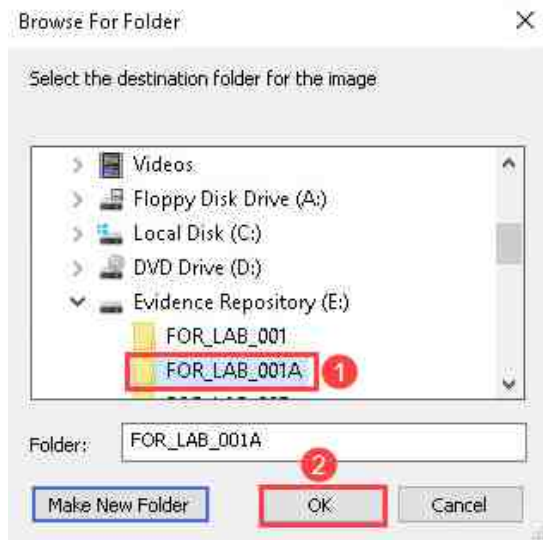 Browse For Folder
Select the destination folder for the image
Videos
Floppy Disk Drive (A:)
Local Disk (C:)
DVD Drive (D:)
Evidence Repository (E:)
FOR_LAB_001
FOR_LAB_001A 1
Folder: FOR_LAB_001A
2
Make New Folder OK Cancel